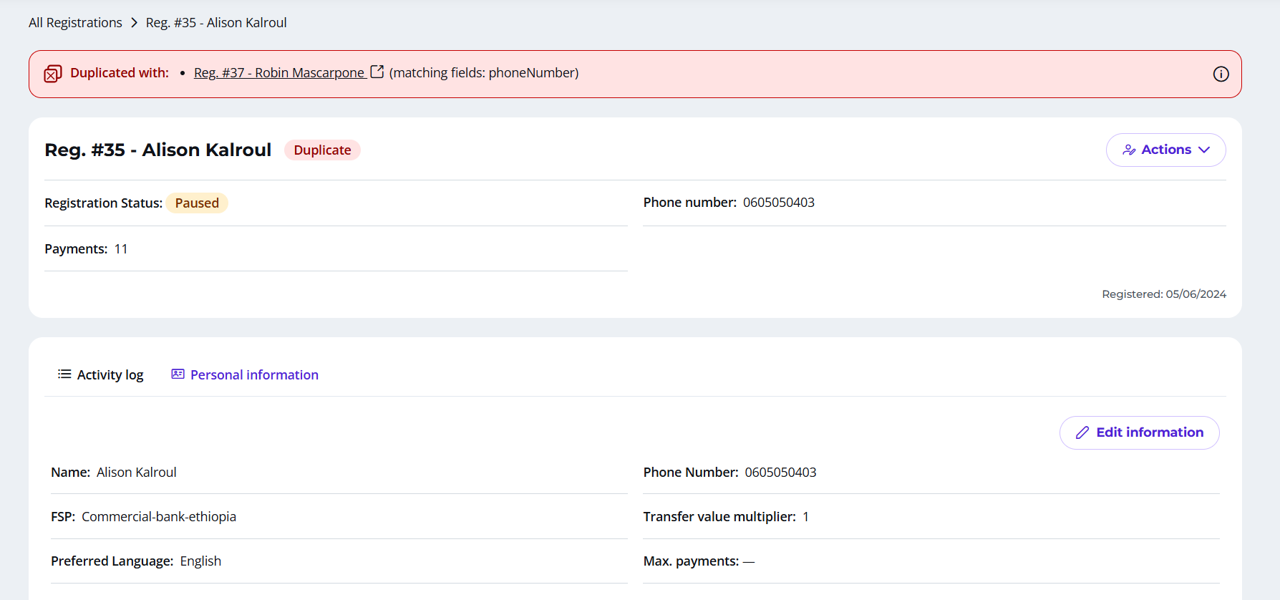 All Registrations > Reg. #35 - Alison Kalroul
Duplicated with: • Reg. #37 - Robin Mascarpone (matching fields: phoneNumber)
Reg. #35 - Alison Kalroul Duplicate Actions
Registration Status: Paused Phone number: 0605050403
Payments: 11
Registered: 05/06/2024
Activity log Personal information
Edit information
Name: Alison Kalroul Phone Number: 0605050403
FSP: Commercial-bank-ethiopia Transfer value multiplier: 1
Preferred Language: English Max. payments: —